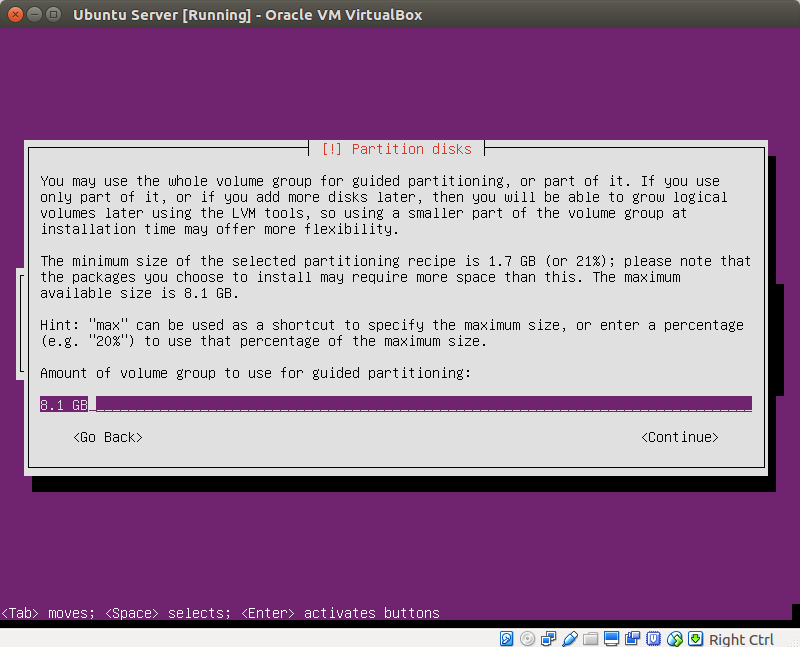 Ubuntu Server [Running] - Oracle VM VirtualBox
[!] Partition disks
You may use the whole volume group for guided partitioning, or part of it. If you use
only part of it, or if you add more disks later, then you will be able to grow logical
volumes later using the LVM tools, so using a smaller part of the volume group at
installation time may offer more flexibility.
The minimum size of the selected partitioning recipe is 1.7 GB (or 21%); please note that
the packages you choose to install may require more space than this. The maximum
available size is 8.1 GB.
Hint: "max" can be used as a shortcut to specify the maximum size, or enter a percentage
(e.g. "20%") to use that percentage of the maximum size.
Amount of volume group to use for guided partitioning:
8.1 GB
<Go Back> <Continue>
<Tab> moves; <Space> selects; <Enter> activates buttons
Right Ctrl